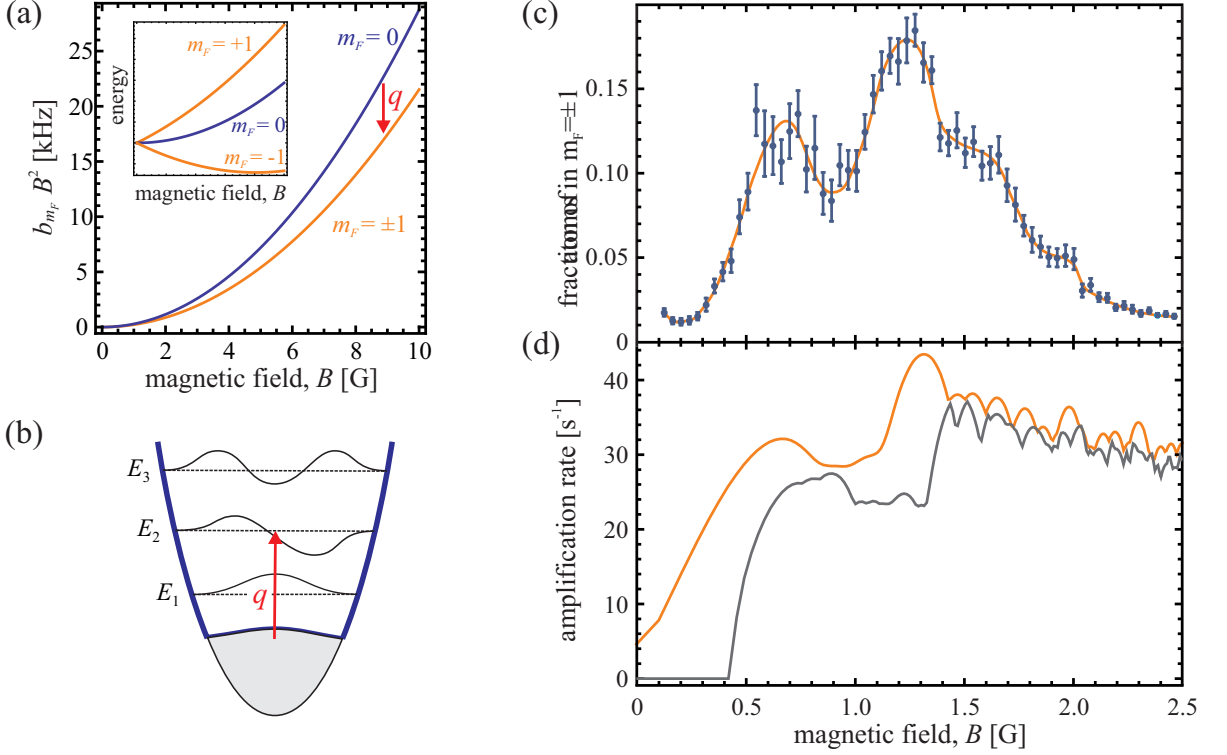 (a)
b_{m_F} B² [kHz]
25
20
15
10
5
0
0 2 4 6 8 10
magnetic field, B [G]
m_F = 0
q
m_F = ±1
energy
m_F = +1
m_F = 0
m_F = -1
magnetic field, B
(b)
E₃
E₂
E₁
q
(c)
0.15
0.10
0.05
0
(d)
amplification rate [s⁻¹]
40
30
20
10
0
0 0.5 1.0 1.5 2.0 2.5
magnetic field, B [G]